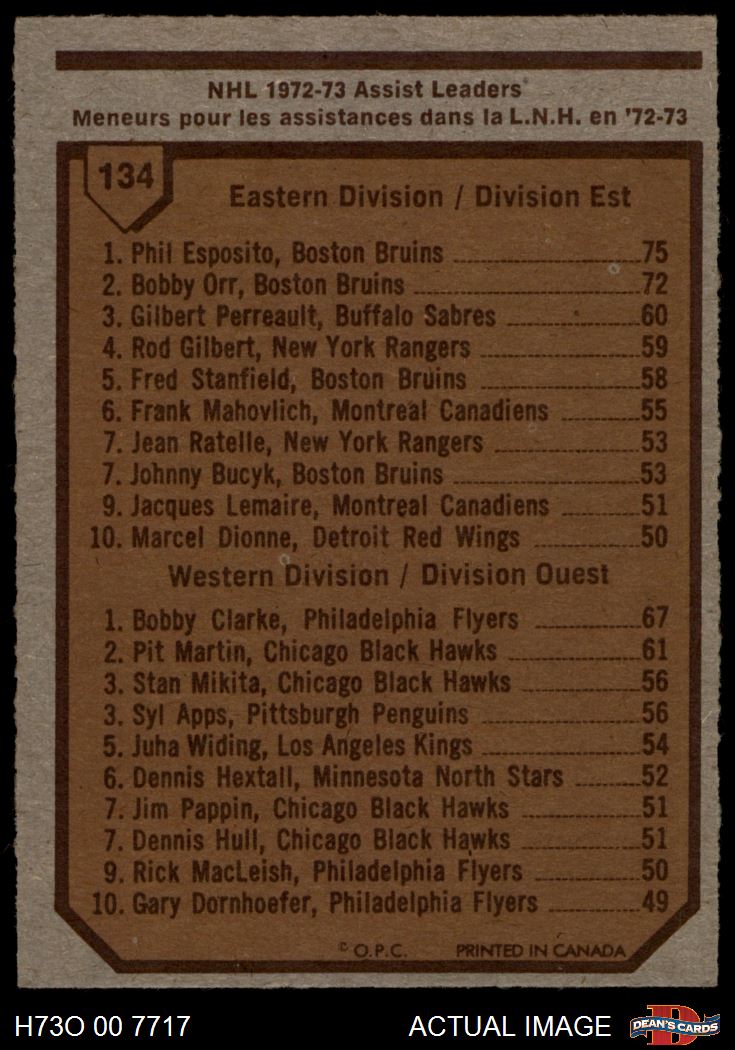 NHL 1972-73 Assist Leaders
Meneurs pour les assistances dans la L.N.H. en '72-73
134
Eastern Division / Division Est
1. Phil Esposito, Boston Bruins 75
2. Bobby Orr, Boston Bruins 72
3. Gilbert Perreault, Buffalo Sabres 60
4. Rod Gilbert, New York Rangers 59
5. Fred Stanfield, Boston Bruins 58
6. Frank Mahovlich, Montreal Canadiens 55
7. Jean Ratelle, New York Rangers 53
7. Johnny Bucyk, Boston Bruins 53
9. Jacques Lemaire, Montreal Canadiens 51
10. Marcel Dionne, Detroit Red Wings 50
Western Division / Division Ouest
1. Bobby Clarke, Philadelphia Flyers 67
2. Pit Martin, Chicago Black Hawks 61
3. Stan Mikita, Chicago Black Hawks 56
3. Syl Apps, Pittsburgh Penguins 56
5. Juha Widing, Los Angeles Kings 54
6. Dennis Hextall, Minnesota North Stars 52
7. Jim Pappin, Chicago Black Hawks 51
7. Dennis Hull, Chicago Black Hawks 51
9. Rick MacLeish, Philadelphia Flyers 50
10. Gary Dornhoefer, Philadelphia Flyers 49
© O.P.C. PRINTED IN CANADA
H73O 00 7717 ACTUAL IMAGE DEAN'S CARDS